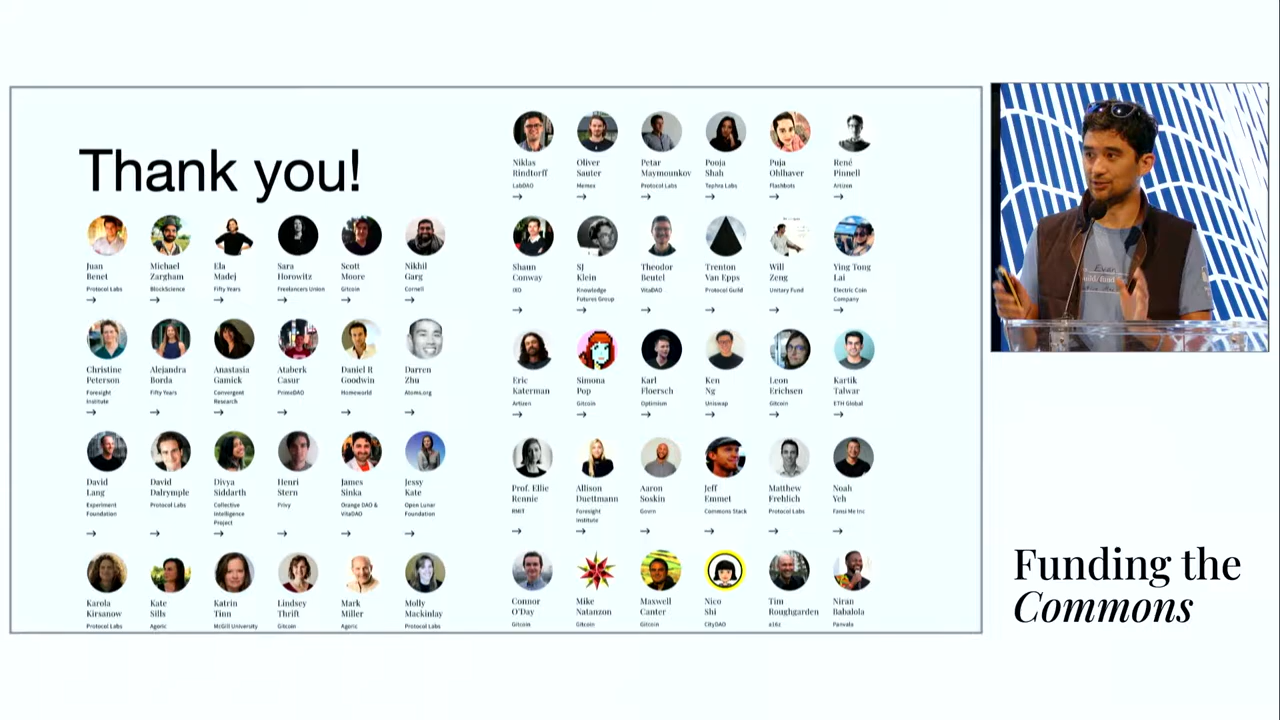 Thank you!
Juan
Benet
Protocol Labs
Michael
Zargham
BlockScience
Ela
Madej
Fifty Years
Sara
Horowitz
Freelancers Union
Scott
Moore
Gitcoin
Nikhil
Garg
Cornell
Christine
Peterson
Foresight
Institute
Alejandra
Borda
Fifty Years
Anastasia
Gamick
Convergent
Research
Ataberk
Casur
PrimeDAO
Daniel R
Goodwin
Homeworld
Darren
Zhu
Atoms.org
David
Lang
Experiment
Foundation
David
Dalrymple
Protocol Labs
Divya
Siddarth
Collective
Intelligence
Project
Henri
Stern
Privy
James
Sinka
Orange DAO &
VitaDAO
Jessy
Kate
Open Lunar
Foundation
Karola
Kirsanow
Protocol Labs
Kate
Sills
Agoric
Katrin
Tinn
McGill University
Lindsey
Thrift
Gitcoin
Mark
Miller
Agoric
Molly
Mackinlay
Protocol Labs
Niklas
Rindtorff
LabDAO
Oliver
Sauter
Memex
Petar
Maymounkov
Protocol Labs
Pooja
Shah
Tephra Labs
Puja
Ohlhaver
Flashbots
René
Pinnell
Artizen
Shaun
Conway
IXO
SJ
Klein
Knowledge
Futures Group
Theodor
Beutel
VitaDAO
Trenton
Van Epps
Protocol Guild
Will
Zeng
Unitary Fund
Ying Tong
Lai
Electric Coin
Company
Eric
Katerman
Artizen
Simona
Pop
Gitcoin
Karl
Floersch
Optimism
Ken
Ng
Uniswap
Leon
Erichsen
Gitcoin
Kartik
Talwar
ETH Global
Prof. Ellie
Rennie
RMIT
Allison
Duettmann
Foresight
Institute
Aaron
Soskin
Govrn
Jeff
Emmet
Commons Stack
Matthew
Frehlich
Protocol Labs
Noah
Yeh
Fansi Me Inc
Connor
O'Day
Gitcoin
Mike
Natanzon
Gitcoin
Maxwell
Canter
Gitcoin
Nico
Shi
CityDAO
Tim
Roughgarden
a16z
Niran
Babalola
Panvala
Evan
Funding the
Commons